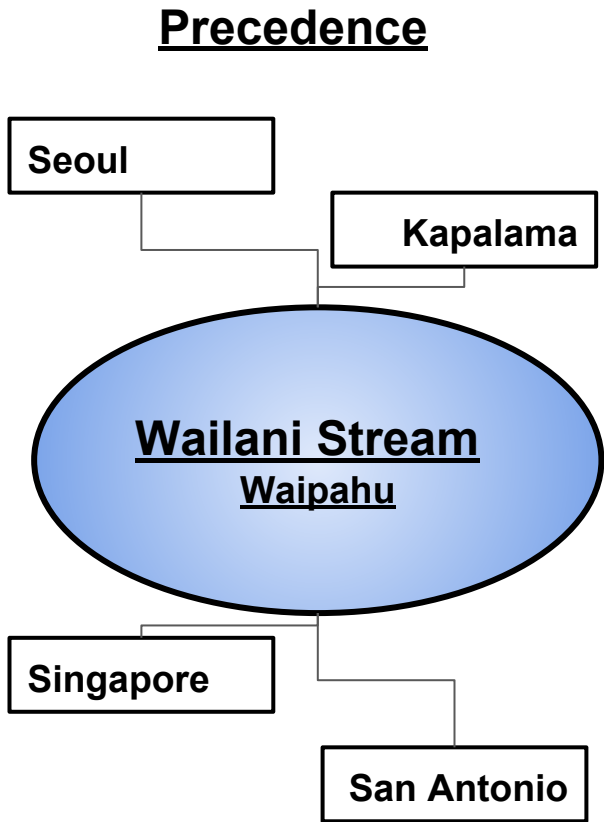 Precedence
Seoul
Kapalama
Wailani Stream
Waipahu
Singapore
San Antonio